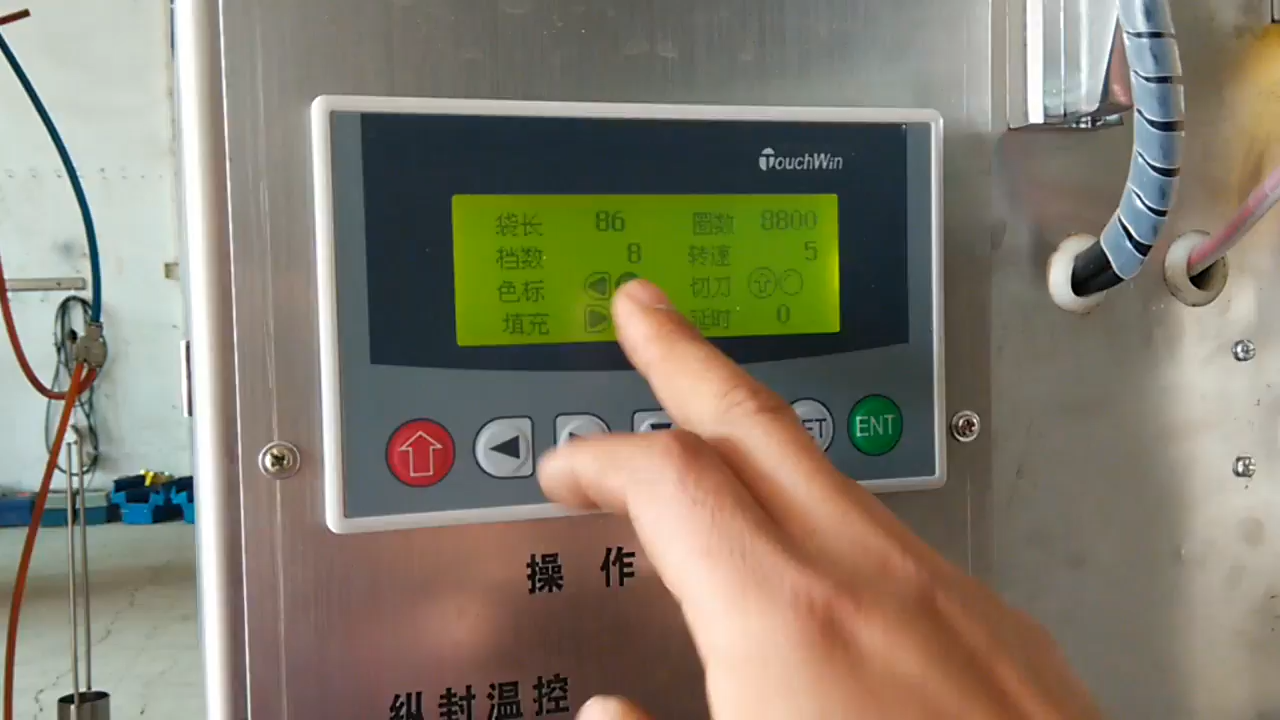 TouchWin
袋长 86 圈数 8800
档数 8 转速 5
色标 切刀
填充 延时 0
ENT
操作
纵封温控